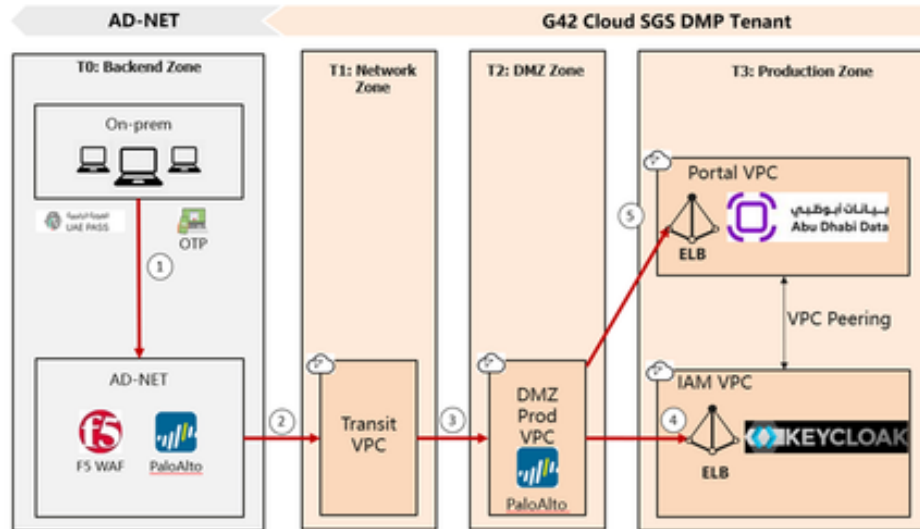 AD-NET
G42 Cloud SGS DMP Tenant
T0: Backend Zone
On-prem
UAE PASS
OTP
1
AD-NET
F5 WAF
PaloAlto
2
T1: Network
Zone
Transit
VPC
3
T2: DMZ Zone
DMZ
Prod
VPC
PaloAlto
T3: Production Zone
5
Portal VPC
ELB
بيانات أبوظبي
Abu Dhabi Data
VPC Peering
4
IAM VPC
ELB
KEYCLOAK